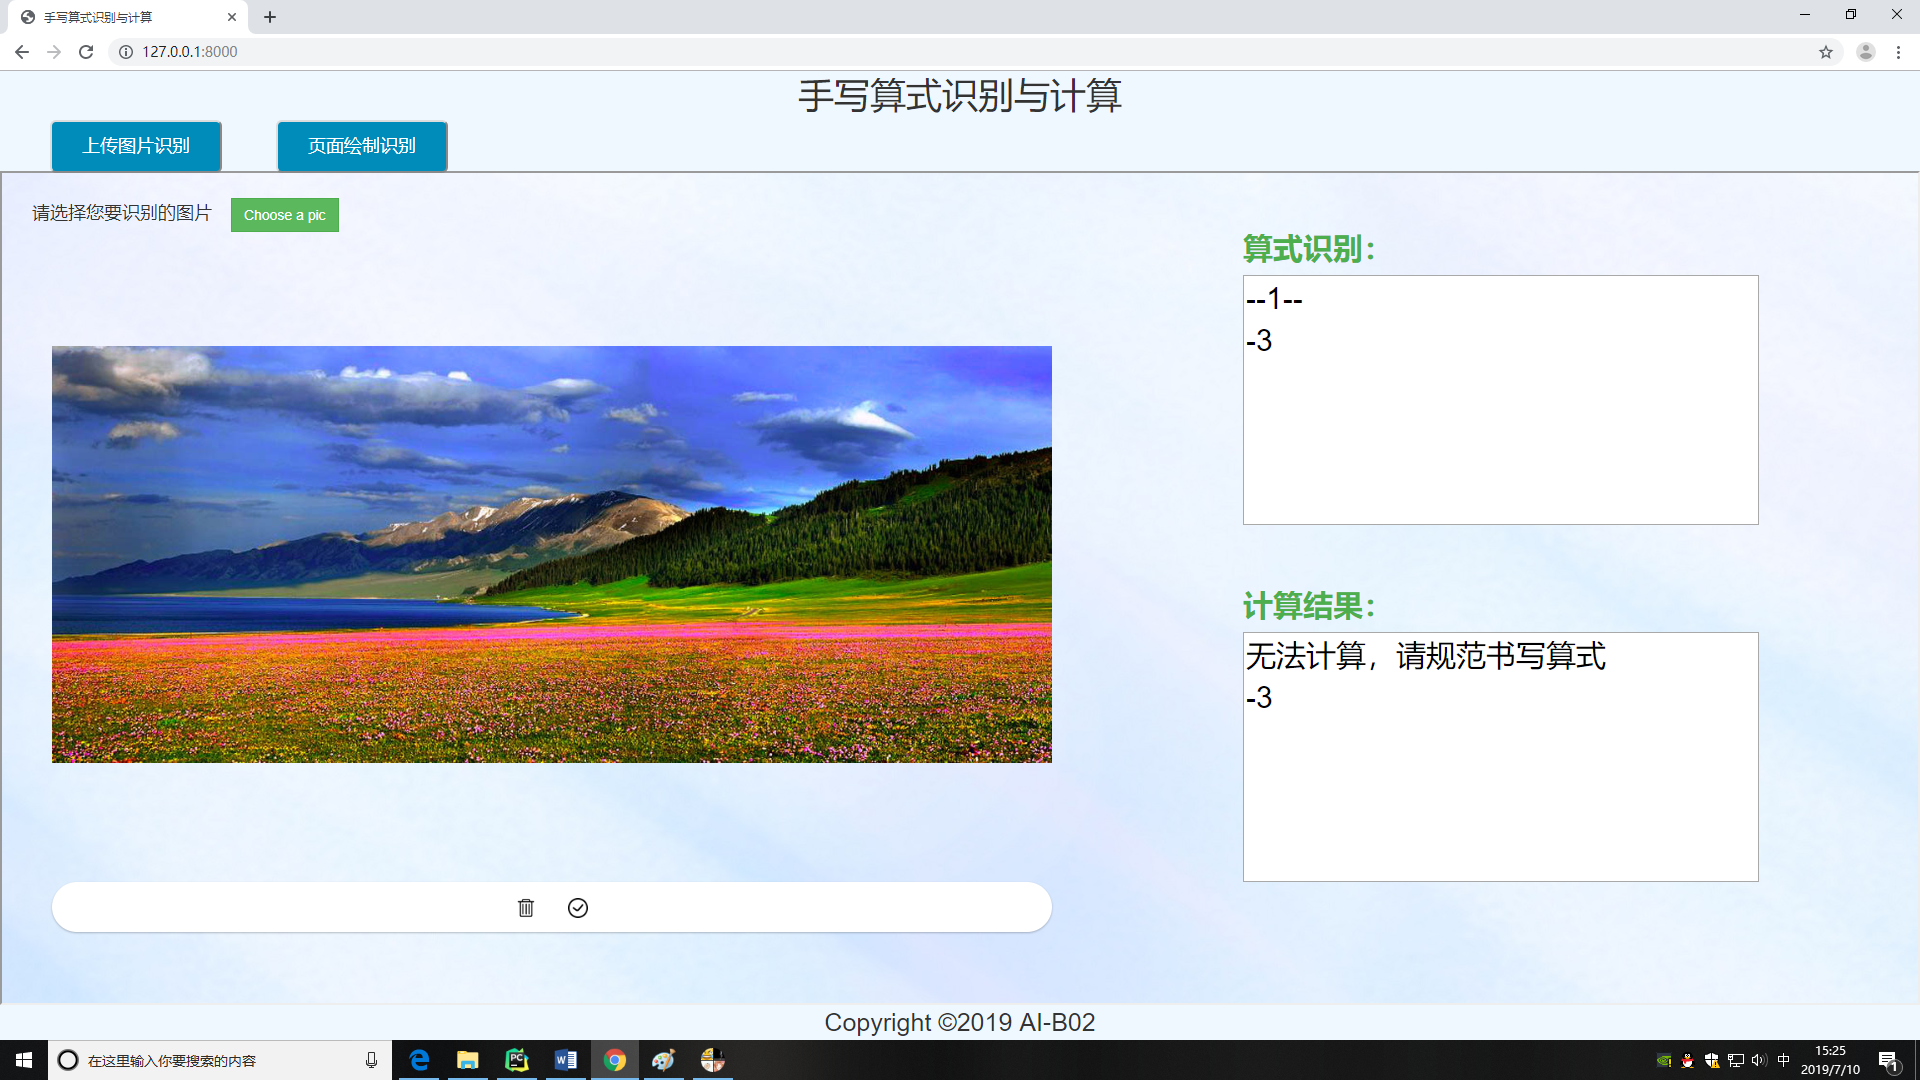 手写算式识别与计算
127.0.0.1:8000
手写算式识别与计算
上传图片识别
页面绘制识别
请选择您要识别的图片
Choose a pic
算式识别：
--1--
-3
计算结果：
无法计算，请规范书写算式
-3
Copyright ©2019 AI-B02
在这里输入你要搜索的内容
中
15:25
2019/7/10
1